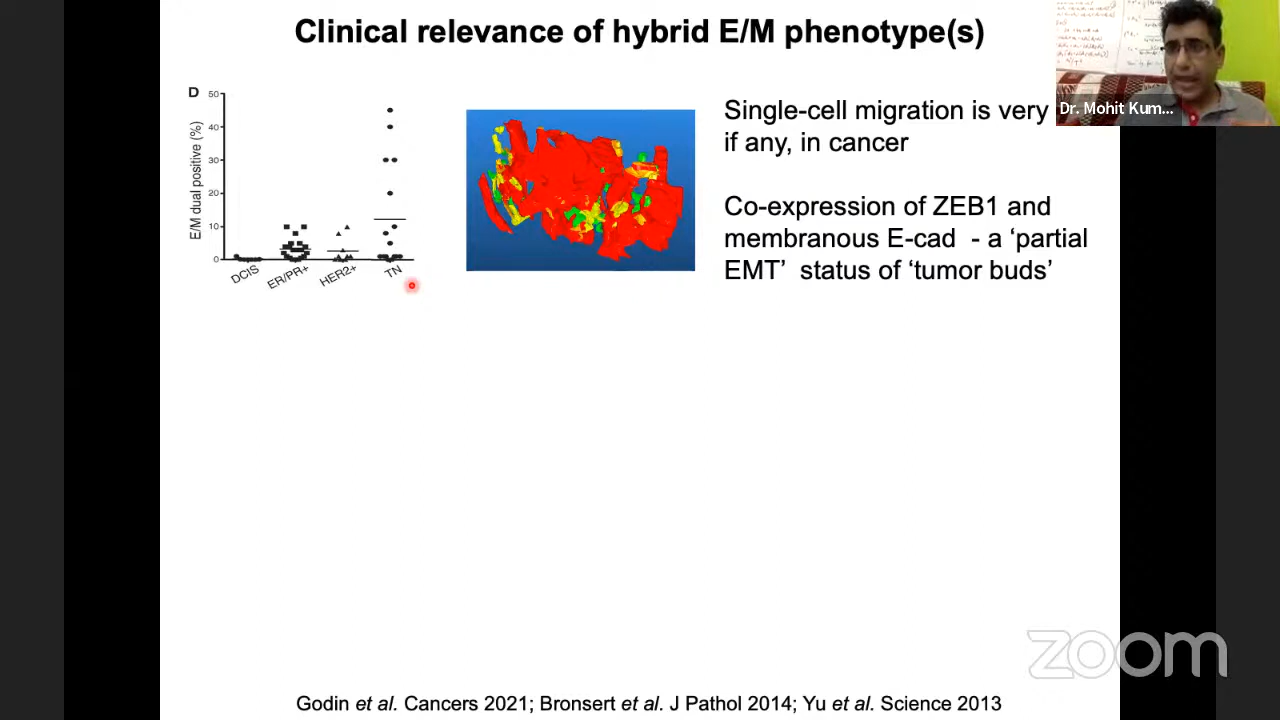 Clinical relevance of hybrid E/M phenotype(s)
D
E/M dual positive (%)
50
40
30
20
10
0
DCIS
ER/PR+
HER2+
TN
Single-cell migration is very
if any, in cancer
Co-expression of ZEB1 and
membranous E-cad - a ‘partial
EMT’ status of ‘tumor buds’
Dr. Mohit Kum...
zoom
Godin et al. Cancers 2021; Bronsert et al. J Pathol 2014; Yu et al. Science 2013